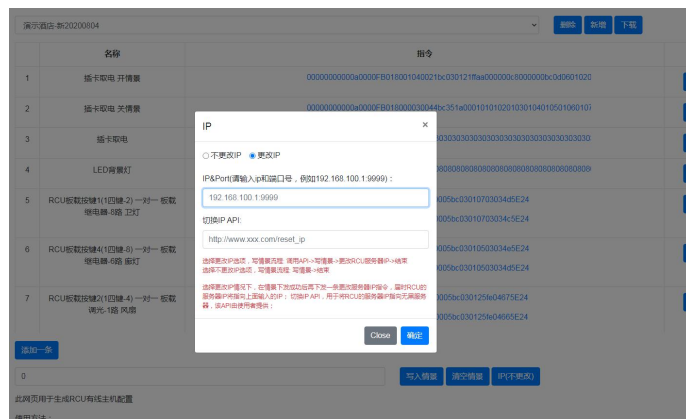 演示酒店-新20200804
删除 新增 下载
名称 指令
1 插卡取电 开情景
2 插卡取电 关情景
3 插卡取电
4 LED背景灯
5 RCU板载按键1(1四键-2) 一对一 板载
继电器-8路 卫灯
005bc03010703034d5E24
005bc03010703034c5E24
6 RCU板载按键4(1四键-8) 一对一 板载
继电器-6路 廊灯
005bc03010503034e5E24
005bc03010503034d5E24
7 RCU板载按键2(1四键-4) 一对一 板载
调光-1路 风扇
005bc030125fe04675E24
005bc030125fe04665E24
IP ×
不更改IP 更改IP
IP&Port(请输入ip和端口号，例如192.168.100.1:9999)：
192.168.100.1:9999
切换IP API:
http://www.xxx.com/reset_ip
选择更改IP选项，写情景流程: 调用API->写情景->更改RCU服务器IP->结束
选择不更改IP选项，写情景流程: 写情景->结束
选择更改IP情况下，在情景下发成功后再下发一条更改服务器IP指令，届时RCU的
服务器IP将指向上面输入的IP；切换IP API，用于将RCU的服务器IP指向无屏服务
器，该API由使用者提供；
Close 确定
添加一条
0
写入情景 清空情景 IP(不更改)
此网页用于生成RCU有线主机配置
使用方法：